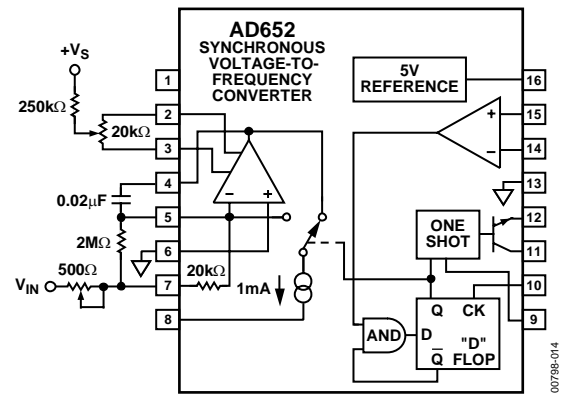 AD652
SYNCHRONOUS
VOLTAGE-TO-
FREQUENCY
CONVERTER
+VS
250kΩ
20kΩ
0.02µF
2MΩ
500Ω
VIN
1
2
3
4
5
6
7
8
–
+
20kΩ
1mA
5V
REFERENCE
+
–
ONE
SHOT
AND
D
Q
CK
"D"
FLOP
Q̅
16
15
14
13
12
11
10
9
00798-014